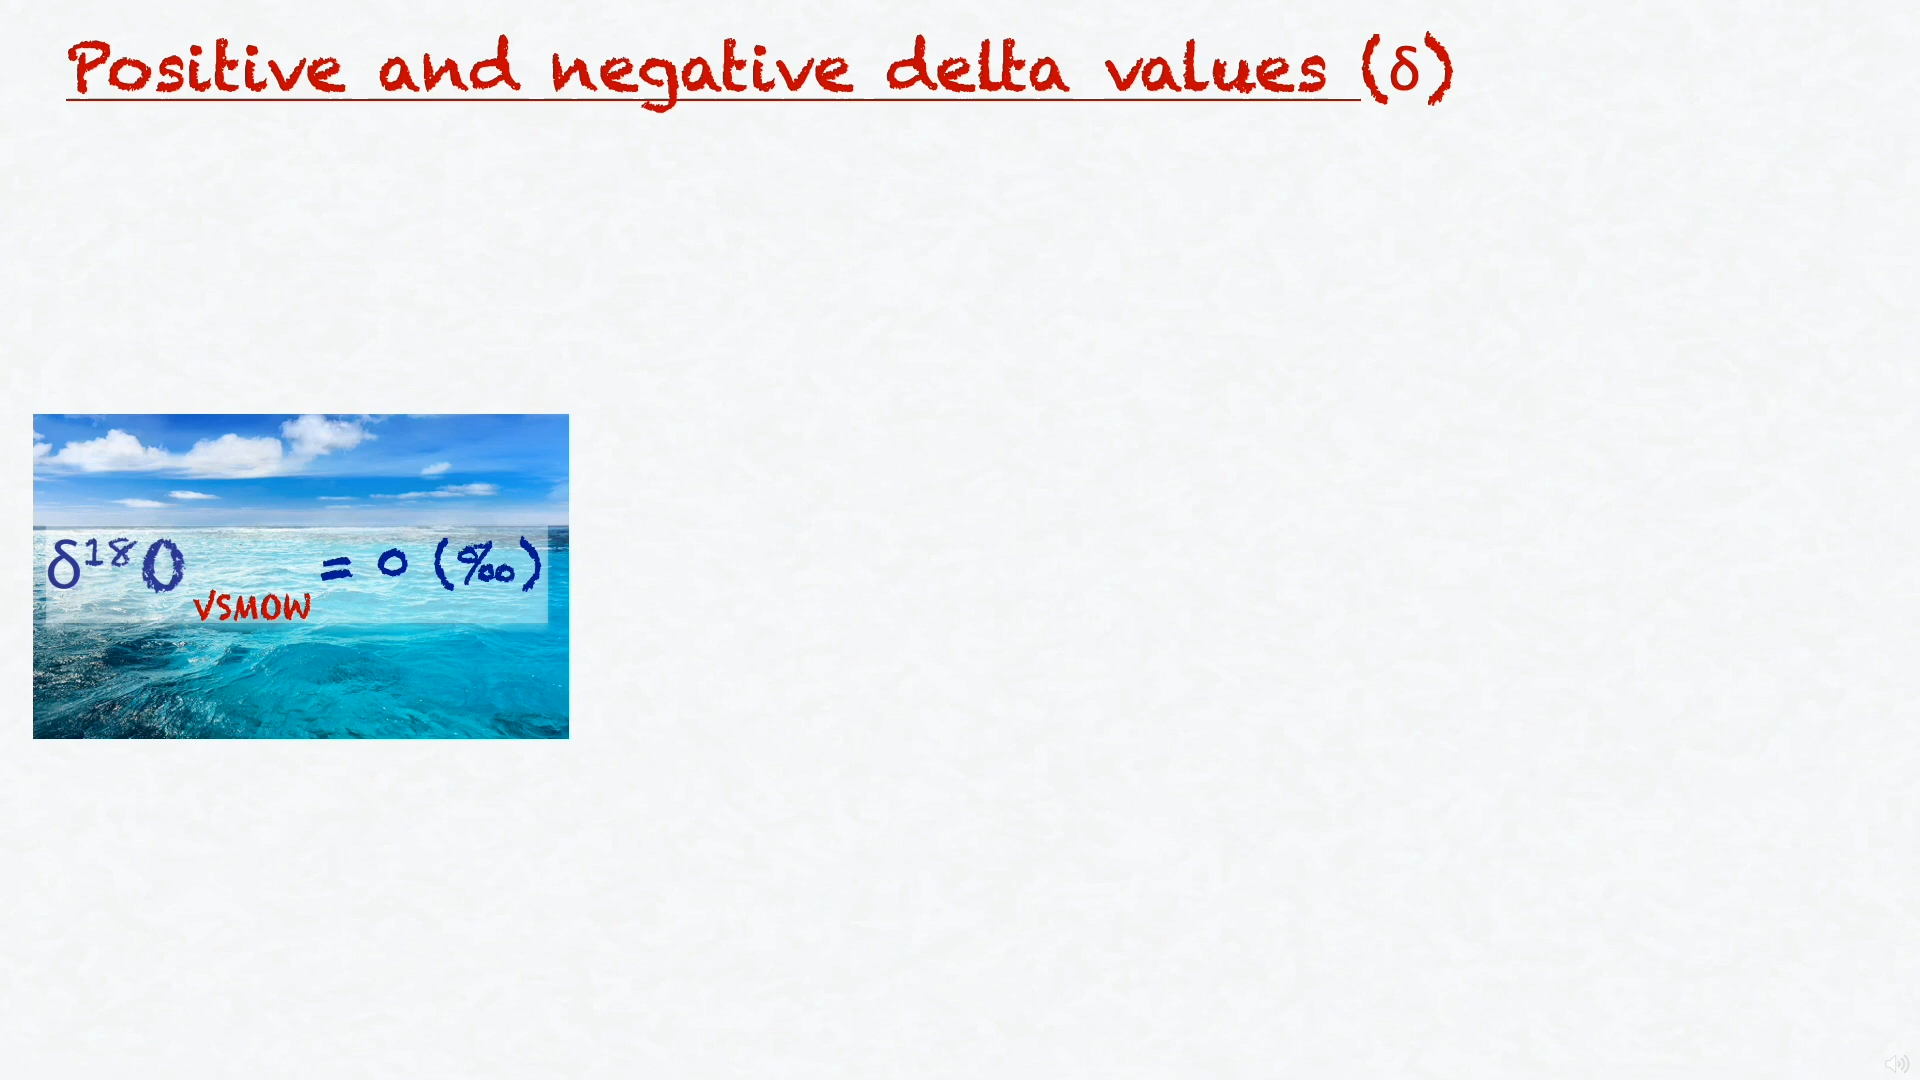 Positive and negative delta values (δ)
δ¹⁸O VSMOW = 0 (‰)